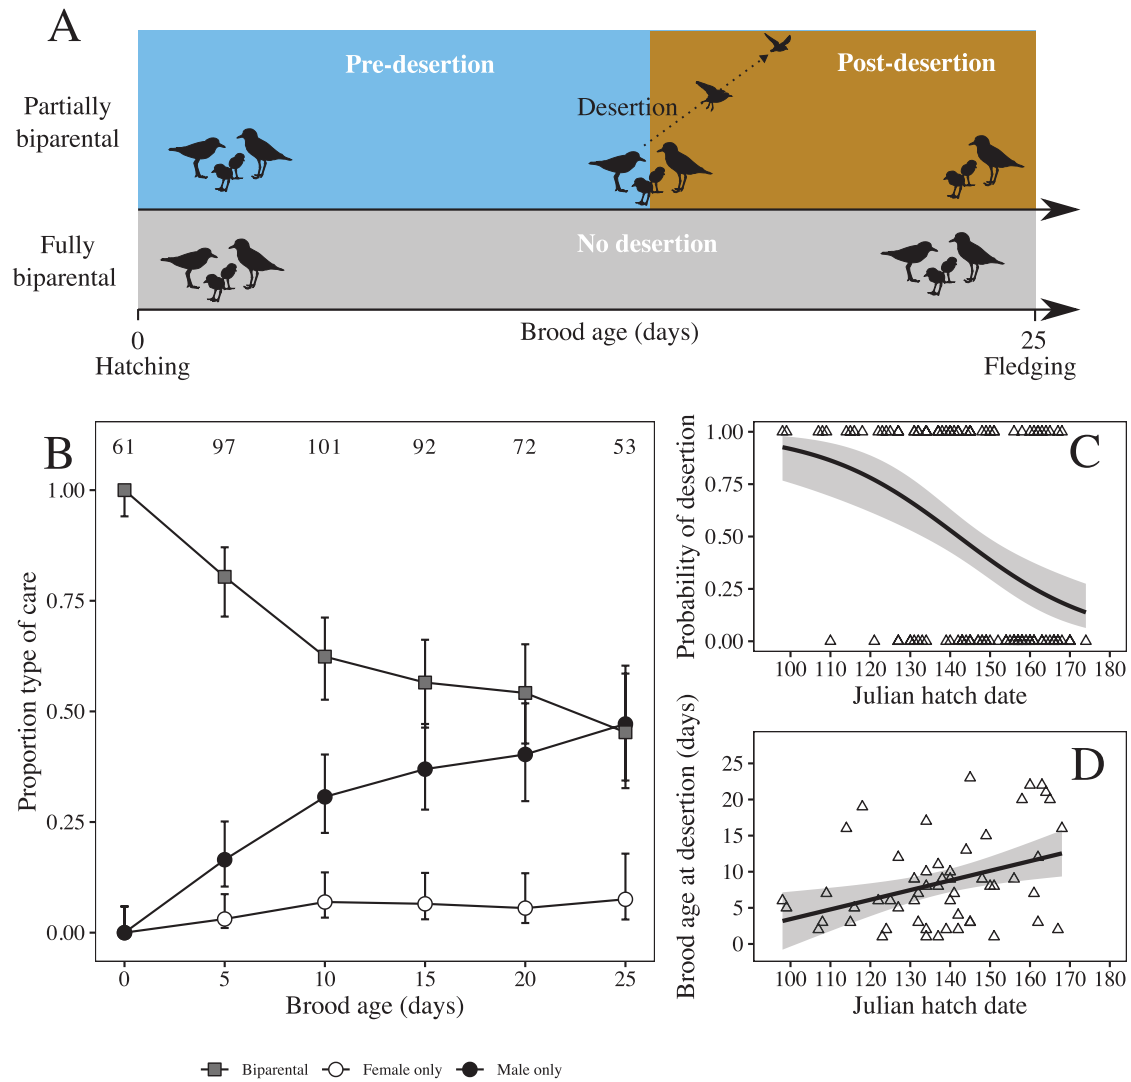 A
Pre-desertion
Post-desertion
Partially
biparental
Desertion
Fully
biparental
No desertion
0
Brood age (days)
25
Hatching
Fledging
B
61 97 101 92 72 53
1.00
0.75
0.50
0.25
0.00
Proportion type of care
0 5 10 15 20 25
Brood age (days)
Biparental
Female only
Male only
C
1.00
0.75
0.50
0.25
0.00
Probability of desertion
100 110 120 130 140 150 160 170 180
Julian hatch date
D
25
20
15
10
5
0
Brood age at desertion (days)
100 110 120 130 140 150 160 170 180
Julian hatch date